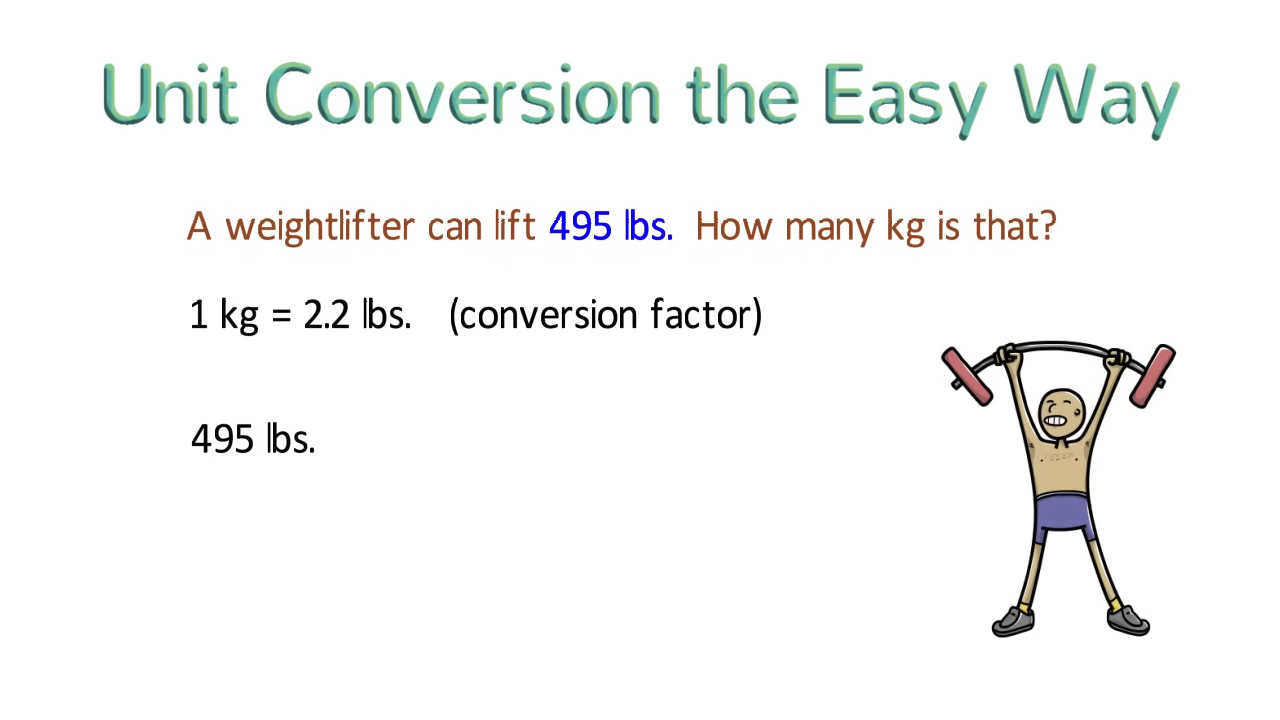 Unit Conversion the Easy Way
A weightlifter can lift 495 lbs. How many kg is that?
1 kg = 2.2 lbs. (conversion factor)
495 lbs.